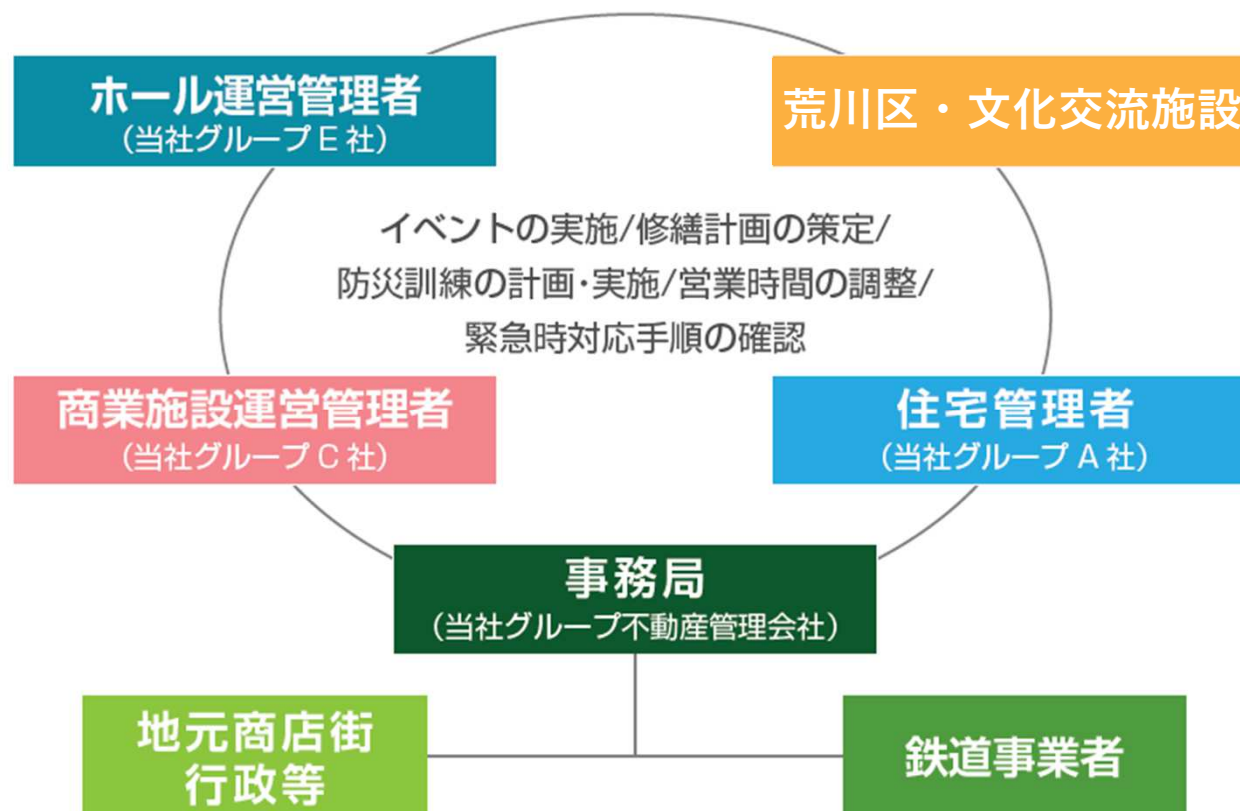 ホール運営管理者
(当社グループE社)
荒川区・文化交流施設
イベントの実施/修繕計画の策定/
防災訓練の計画・実施/営業時間の調整/
緊急時対応手順の確認
商業施設運営管理者
(当社グループC社)
住宅管理者
(当社グループA社)
事務局
(当社グループ不動産管理会社)
地元商店街
行政等
鉄道事業者